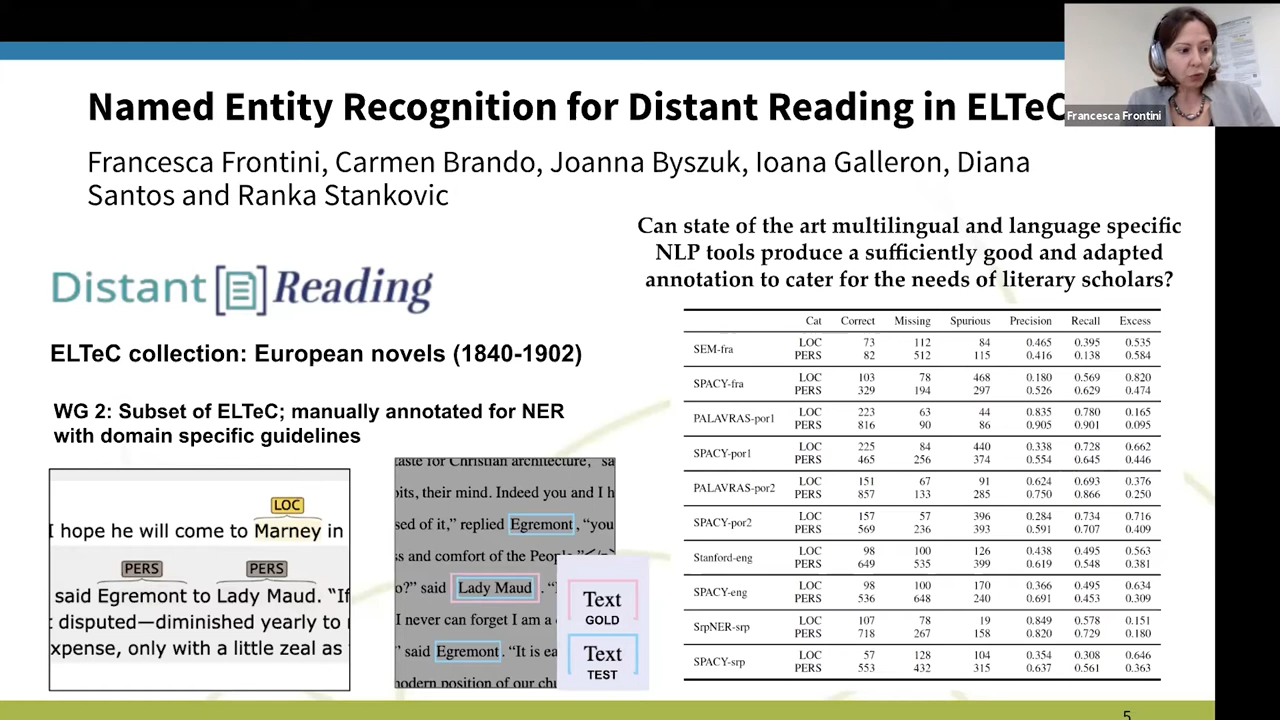 Named Entity Recognition for Distant Reading in ELTeC
Francesca Frontini
Francesca Frontini, Carmen Brando, Joanna Byszuk, Ioana Galleron, Diana
Santos and Ranka Stankovic
Distant [ ] Reading
ELTeC collection: European novels (1840-1902)
WG 2: Subset of ELTeC; manually annotated for NER
with domain specific guidelines
LOC
I hope he will come to Marney in
PERS PERS
said Egremont to Lady Maud. “If
disputed—diminished yearly to
xpense, only with a little zeal as
taste for Christian architecture,” sa
bits, their mind. Indeed you and I h
sed of it,” replied Egremont, “you
s and comfort of the People.”
o?” said Lady Maud. “I
I never can forget I am a
” said Egremont. “It is ea
modern position of our chu
Text
GOLD
Text
TEST
Can state of the art multilingual and language specific
NLP tools produce a sufficiently good and adapted
annotation to cater for the needs of literary scholars?
Cat Correct Missing Spurious Precision Recall Excess
SEM-fra LOC 73 112 84 0.465 0.395 0.535
PERS 82 512 115 0.416 0.138 0.584
SPACY-fra LOC 103 78 468 0.180 0.569 0.820
PERS 329 194 297 0.526 0.629 0.474
PALAVRAS-por1 LOC 223 63 44 0.835 0.780 0.165
PERS 816 90 86 0.905 0.901 0.095
SPACY-por1 LOC 225 84 440 0.338 0.728 0.662
PERS 465 256 374 0.554 0.645 0.446
PALAVRAS-por2 LOC 151 67 91 0.624 0.693 0.376
PERS 857 133 285 0.750 0.866 0.250
SPACY-por2 LOC 157 57 396 0.284 0.734 0.716
PERS 569 236 393 0.591 0.707 0.409
Stanford-eng LOC 98 100 126 0.438 0.495 0.563
PERS 649 535 399 0.619 0.548 0.381
SPACY-eng LOC 98 100 170 0.366 0.495 0.634
PERS 536 648 240 0.691 0.453 0.309
SrpNER-srp LOC 107 78 19 0.849 0.578 0.151
PERS 718 267 158 0.820 0.729 0.180
SPACY-srp LOC 57 128 104 0.354 0.308 0.646
PERS 553 432 315 0.637 0.561 0.363
5